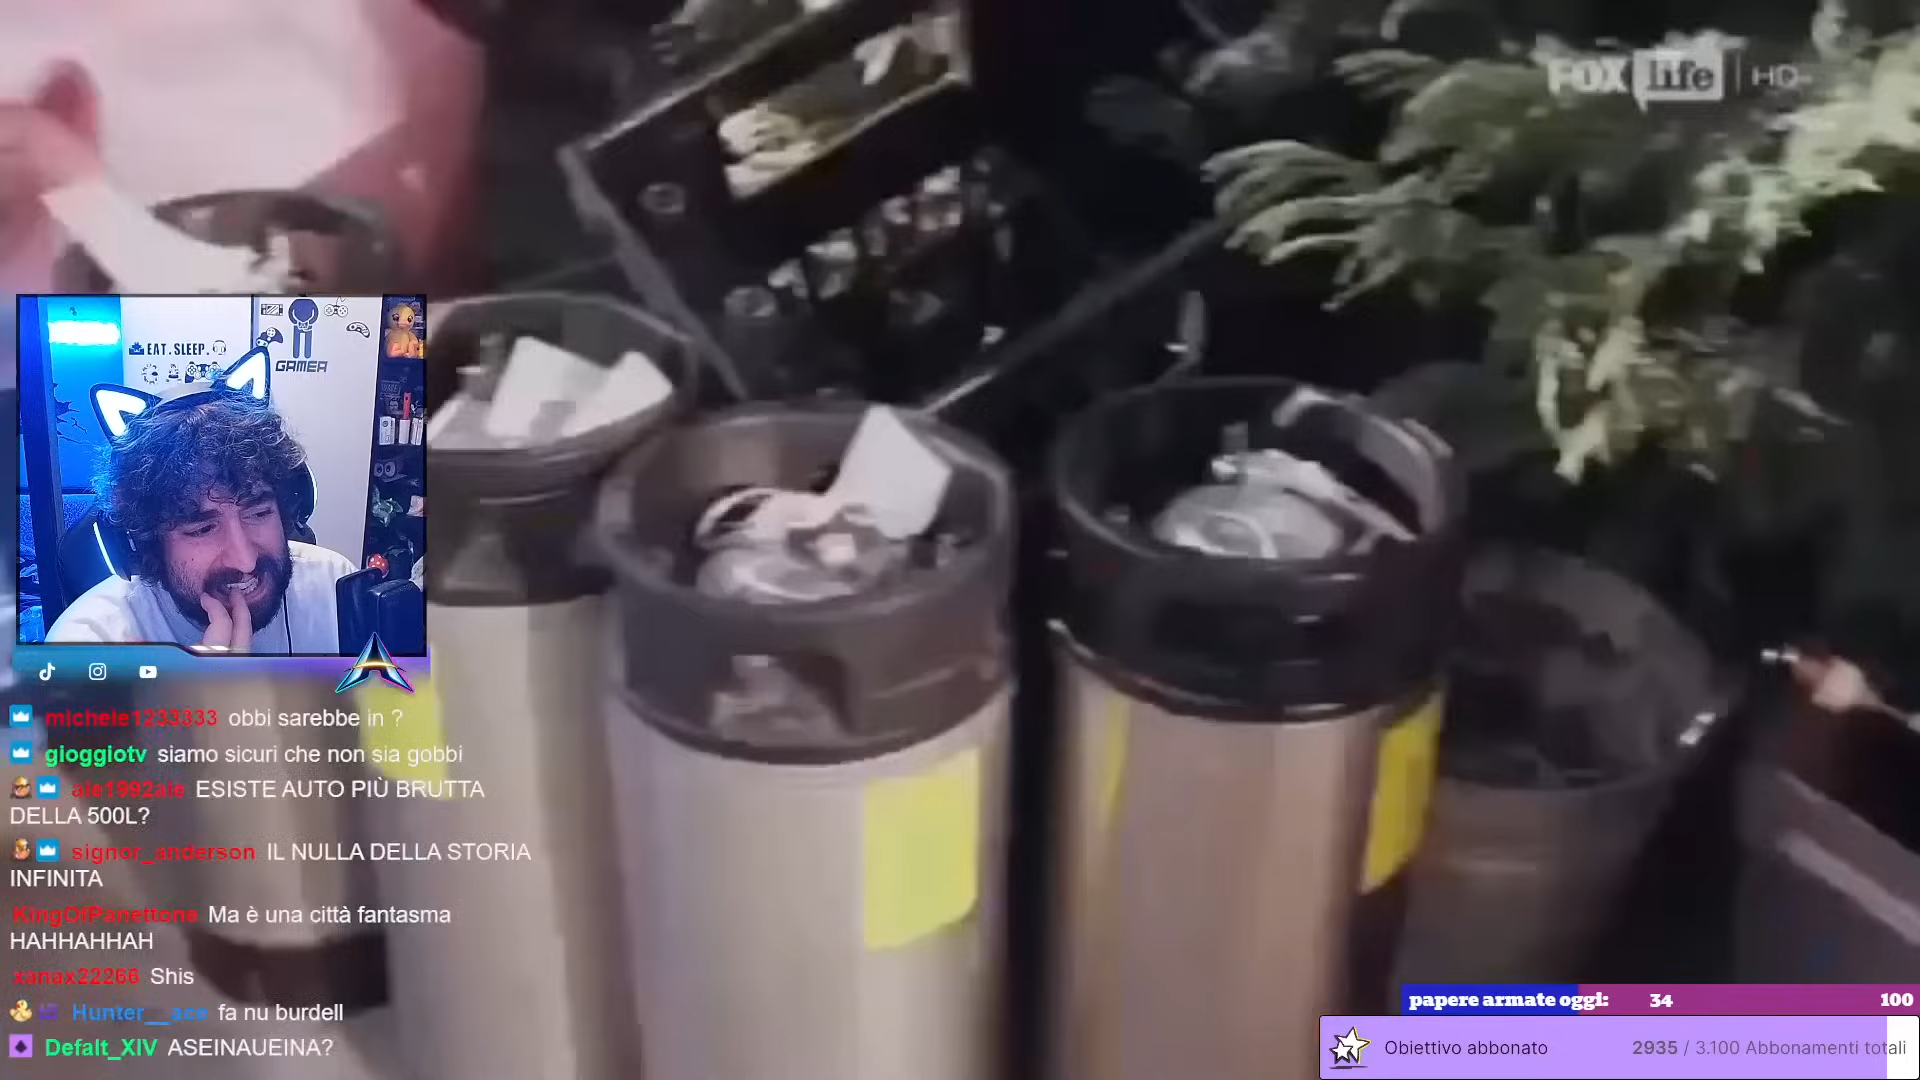 FOX life HD
EAT. SLEEP.
GAMER
michele1233333 obbi sarebbe in ?
gioggiotv siamo sicuri che non sia gobbi
ale1992ale ESISTE AUTO PIÙ BRUTTA
DELLA 500L?
signor_anderson IL NULLA DELLA STORIA
INFINITA
KingOfPanettone Ma è una città fantasma
HAHHAHHAH
xanax22266 Shis
Hunter__ace fa nu burdell
Defalt_XIV ASEINAUEINA?
papere armate oggi: 34 100
Obiettivo abbonato 2935 / 3.100 Abbonamenti totali